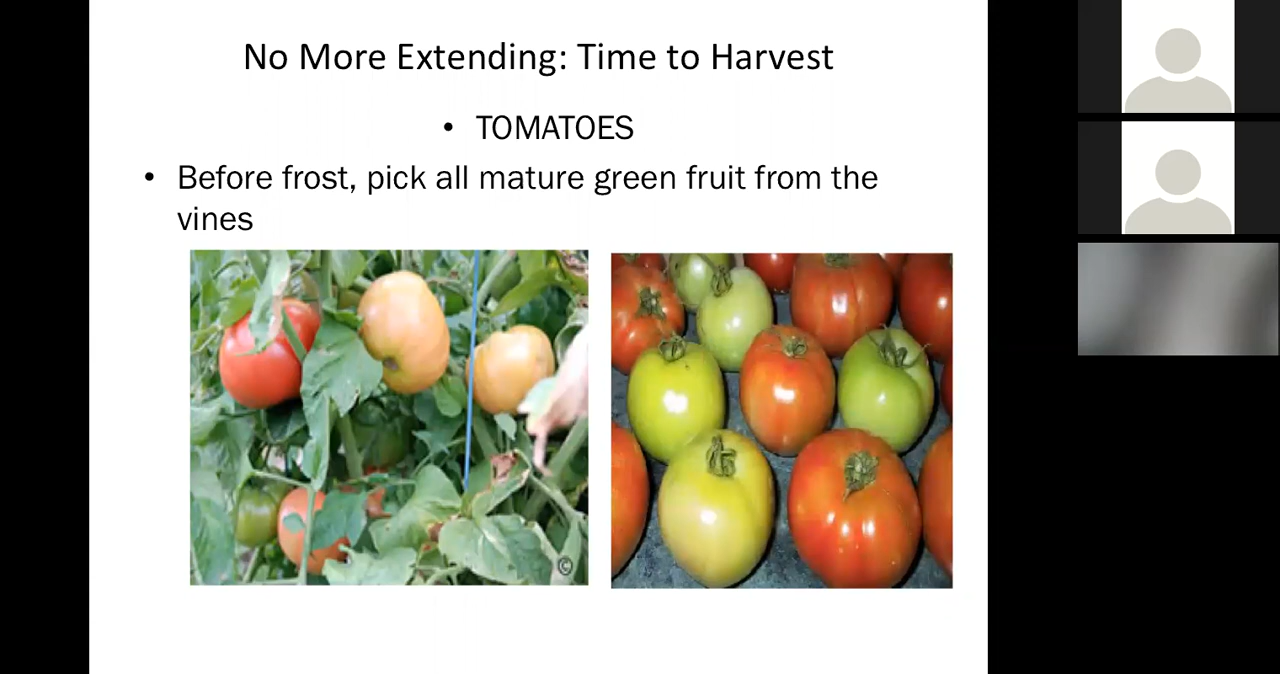 No More Extending: Time to Harvest
• TOMATOES
• Before frost, pick all mature green fruit from the
vines
©